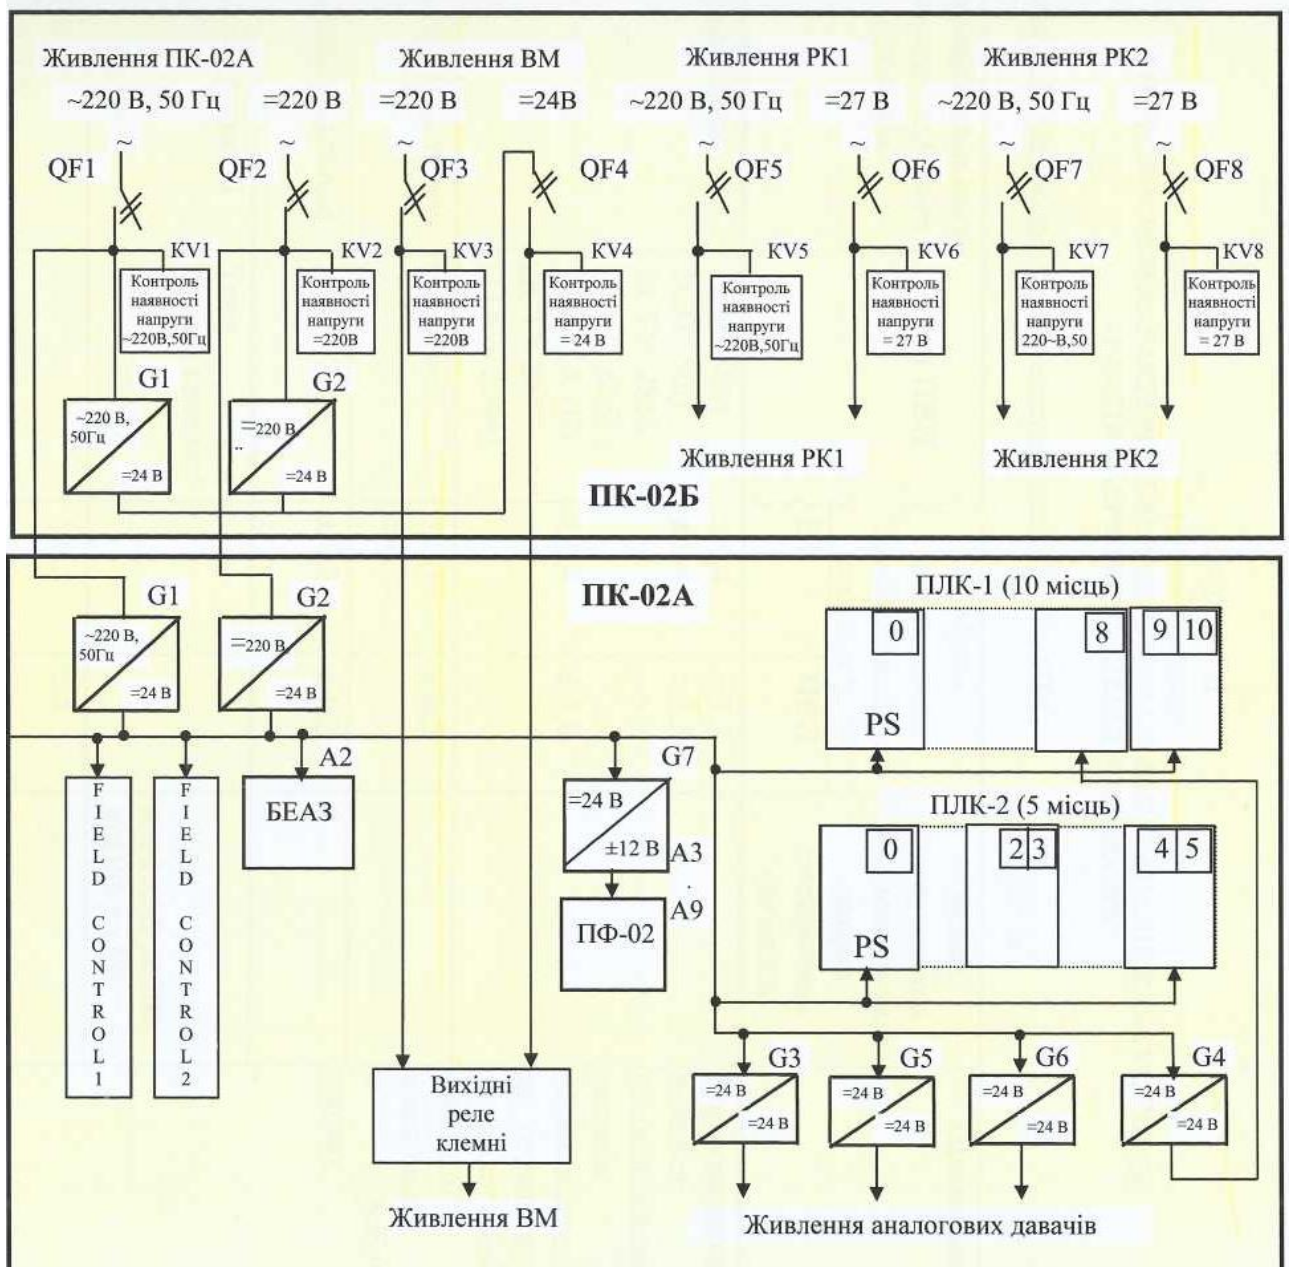 Живлення ПК-02А
Живлення ВМ
Живлення РК1
Живлення РК2
~220 В, 50 Гц
=220 В
=220 В
=24В
~220 В, 50 Гц
=27 В
~220 В, 50 Гц
=27 В
~
~
~
~
~
~
~
QF1
QF2
QF3
QF4
QF5
QF6
QF7
QF8
KV1
KV2
KV3
KV4
KV5
KV6
KV7
KV8
Контроль
наявності
напруги
~220В,50Гц
Контроль
наявності
напруги
=220В
Контроль
наявності
напруги
=220В
Контроль
наявності
напруги
= 24 В
Контроль
наявності
напруги
~220В,50Гц
Контроль
наявності
напруги
= 27 В
Контроль
наявності
напруги
220~В,50
Контроль
наявності
напруги
= 27 В
G1
~220 В,
50Гц
=24 В
G2
=220 В,
..
=24 В
Живлення РК1
Живлення РК2
ПК-02Б
ПК-02А
G1
~220 В,
50Гц
=24 В
G2
=220 В,
=24 В
ПЛК-1 (10 місць)
0
8
9
10
PS
FIELD CONTROL 1
FIELD CONTROL 2
A2
БЕАЗ
G7
=24 В
±12 В
A3
.
A9
ПФ-02
ПЛК-2 (5 місць)
0
2
3
4
5
PS
Вихідні
реле
клемні
Живлення ВМ
G3
=24 В
=24 В
G5
=24 В
=24 В
G6
=24 В
=24 В
G4
=24 В
=24 В
Живлення аналогових давачів